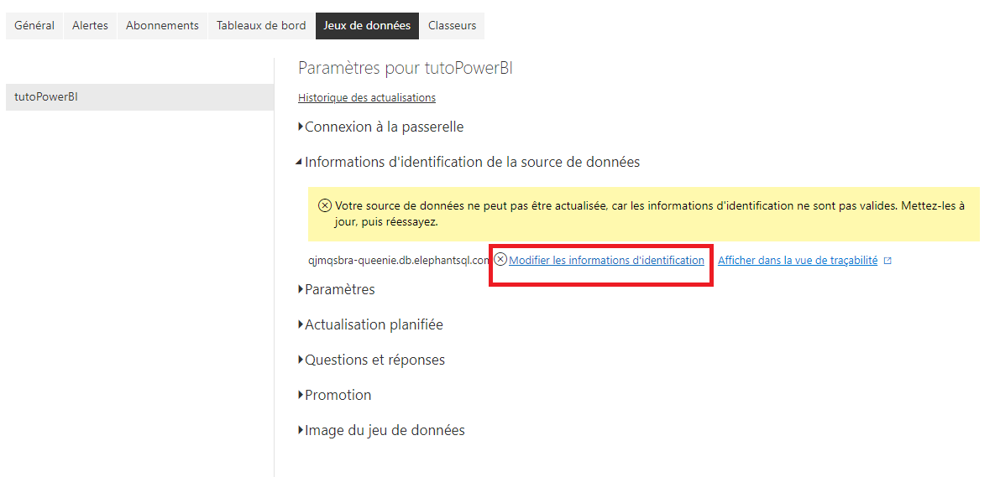 Général Alertes Abonnements Tableaux de bord Jeux de données Classeurs
Paramètres pour tutoPowerBI
tutoPowerBI
Historique des actualisations
Connexion à la passerelle
Informations d'identification de la source de données
Votre source de données ne peut pas être actualisée, car les informations d'identification ne sont pas valides. Mettez-les à
jour, puis réessayez.
qjmqsbra-queenie.db.elephantsql.com Modifier les informations d'identification Afficher dans la vue de traçabilité
Paramètres
Actualisation planifiée
Questions et réponses
Promotion
Image du jeu de données